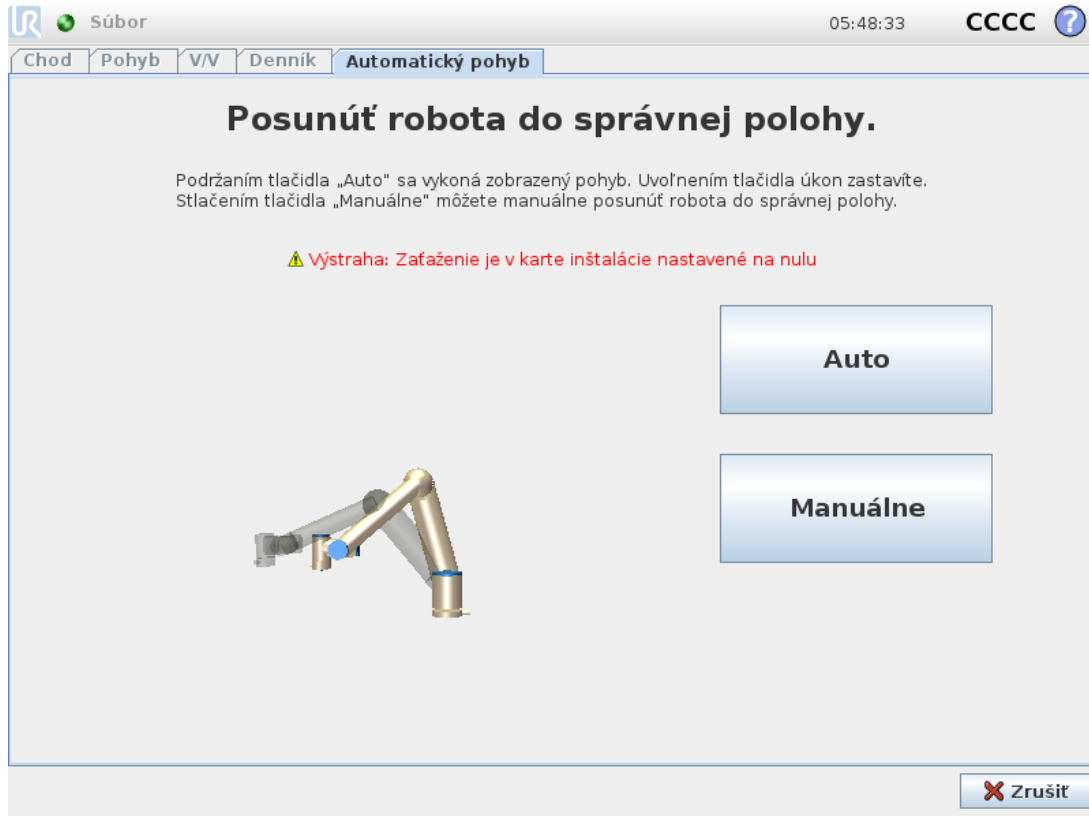 UR Súbor 05:48:33 CCCC ?
Chod Pohyb V/V Denník Automatický pohyb
Posunúť robota do správnej polohy.
Podržaním tlačidla „Auto" sa vykoná zobrazený pohyb. Uvoľnením tlačidla úkon zastavíte.
Stlačením tlačidla „Manuálne" môžete manuálne posunúť robota do správnej polohy.
Výstraha: Zaťaženie je v karte inštalácie nastavené na nulu
Auto
Manuálne
Zrušiť